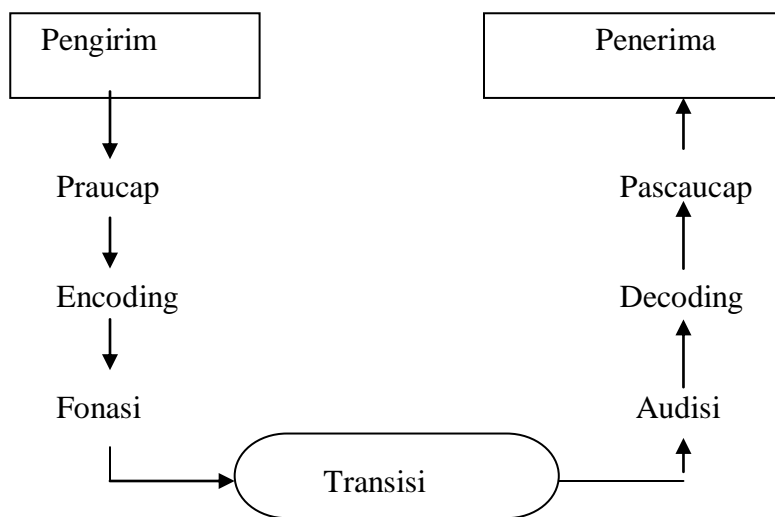 Pengirim
Penerima
Praucap
Pascaucap
Encoding
Decoding
Fonasi
Audisi
Transisi